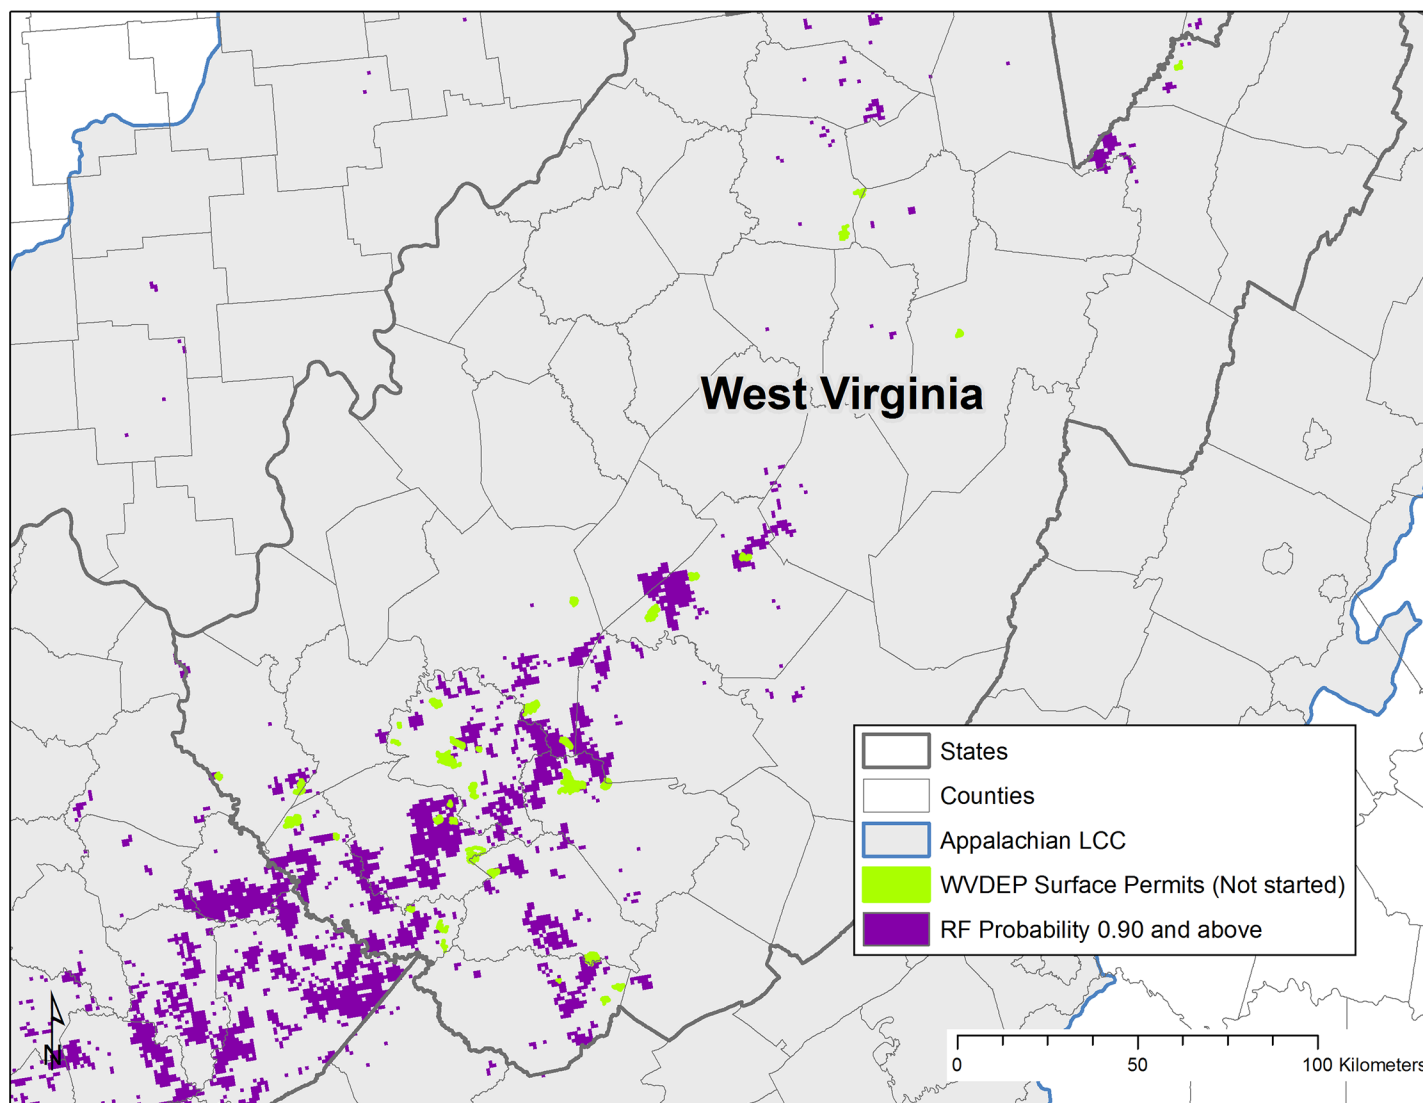 West Virginia
States
Counties
Appalachian LCC
WVDEP Surface Permits (Not started)
RF Probability 0.90 and above
N
0 50 100 Kilometers